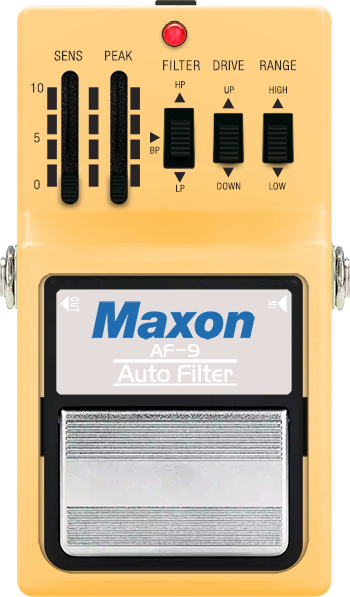 SENS PEAK
FILTER DRIVE RANGE
HP UP HIGH
10
5
BP
0
LP DOWN LOW
OUT IN
Maxon
AF-9
Auto Filter